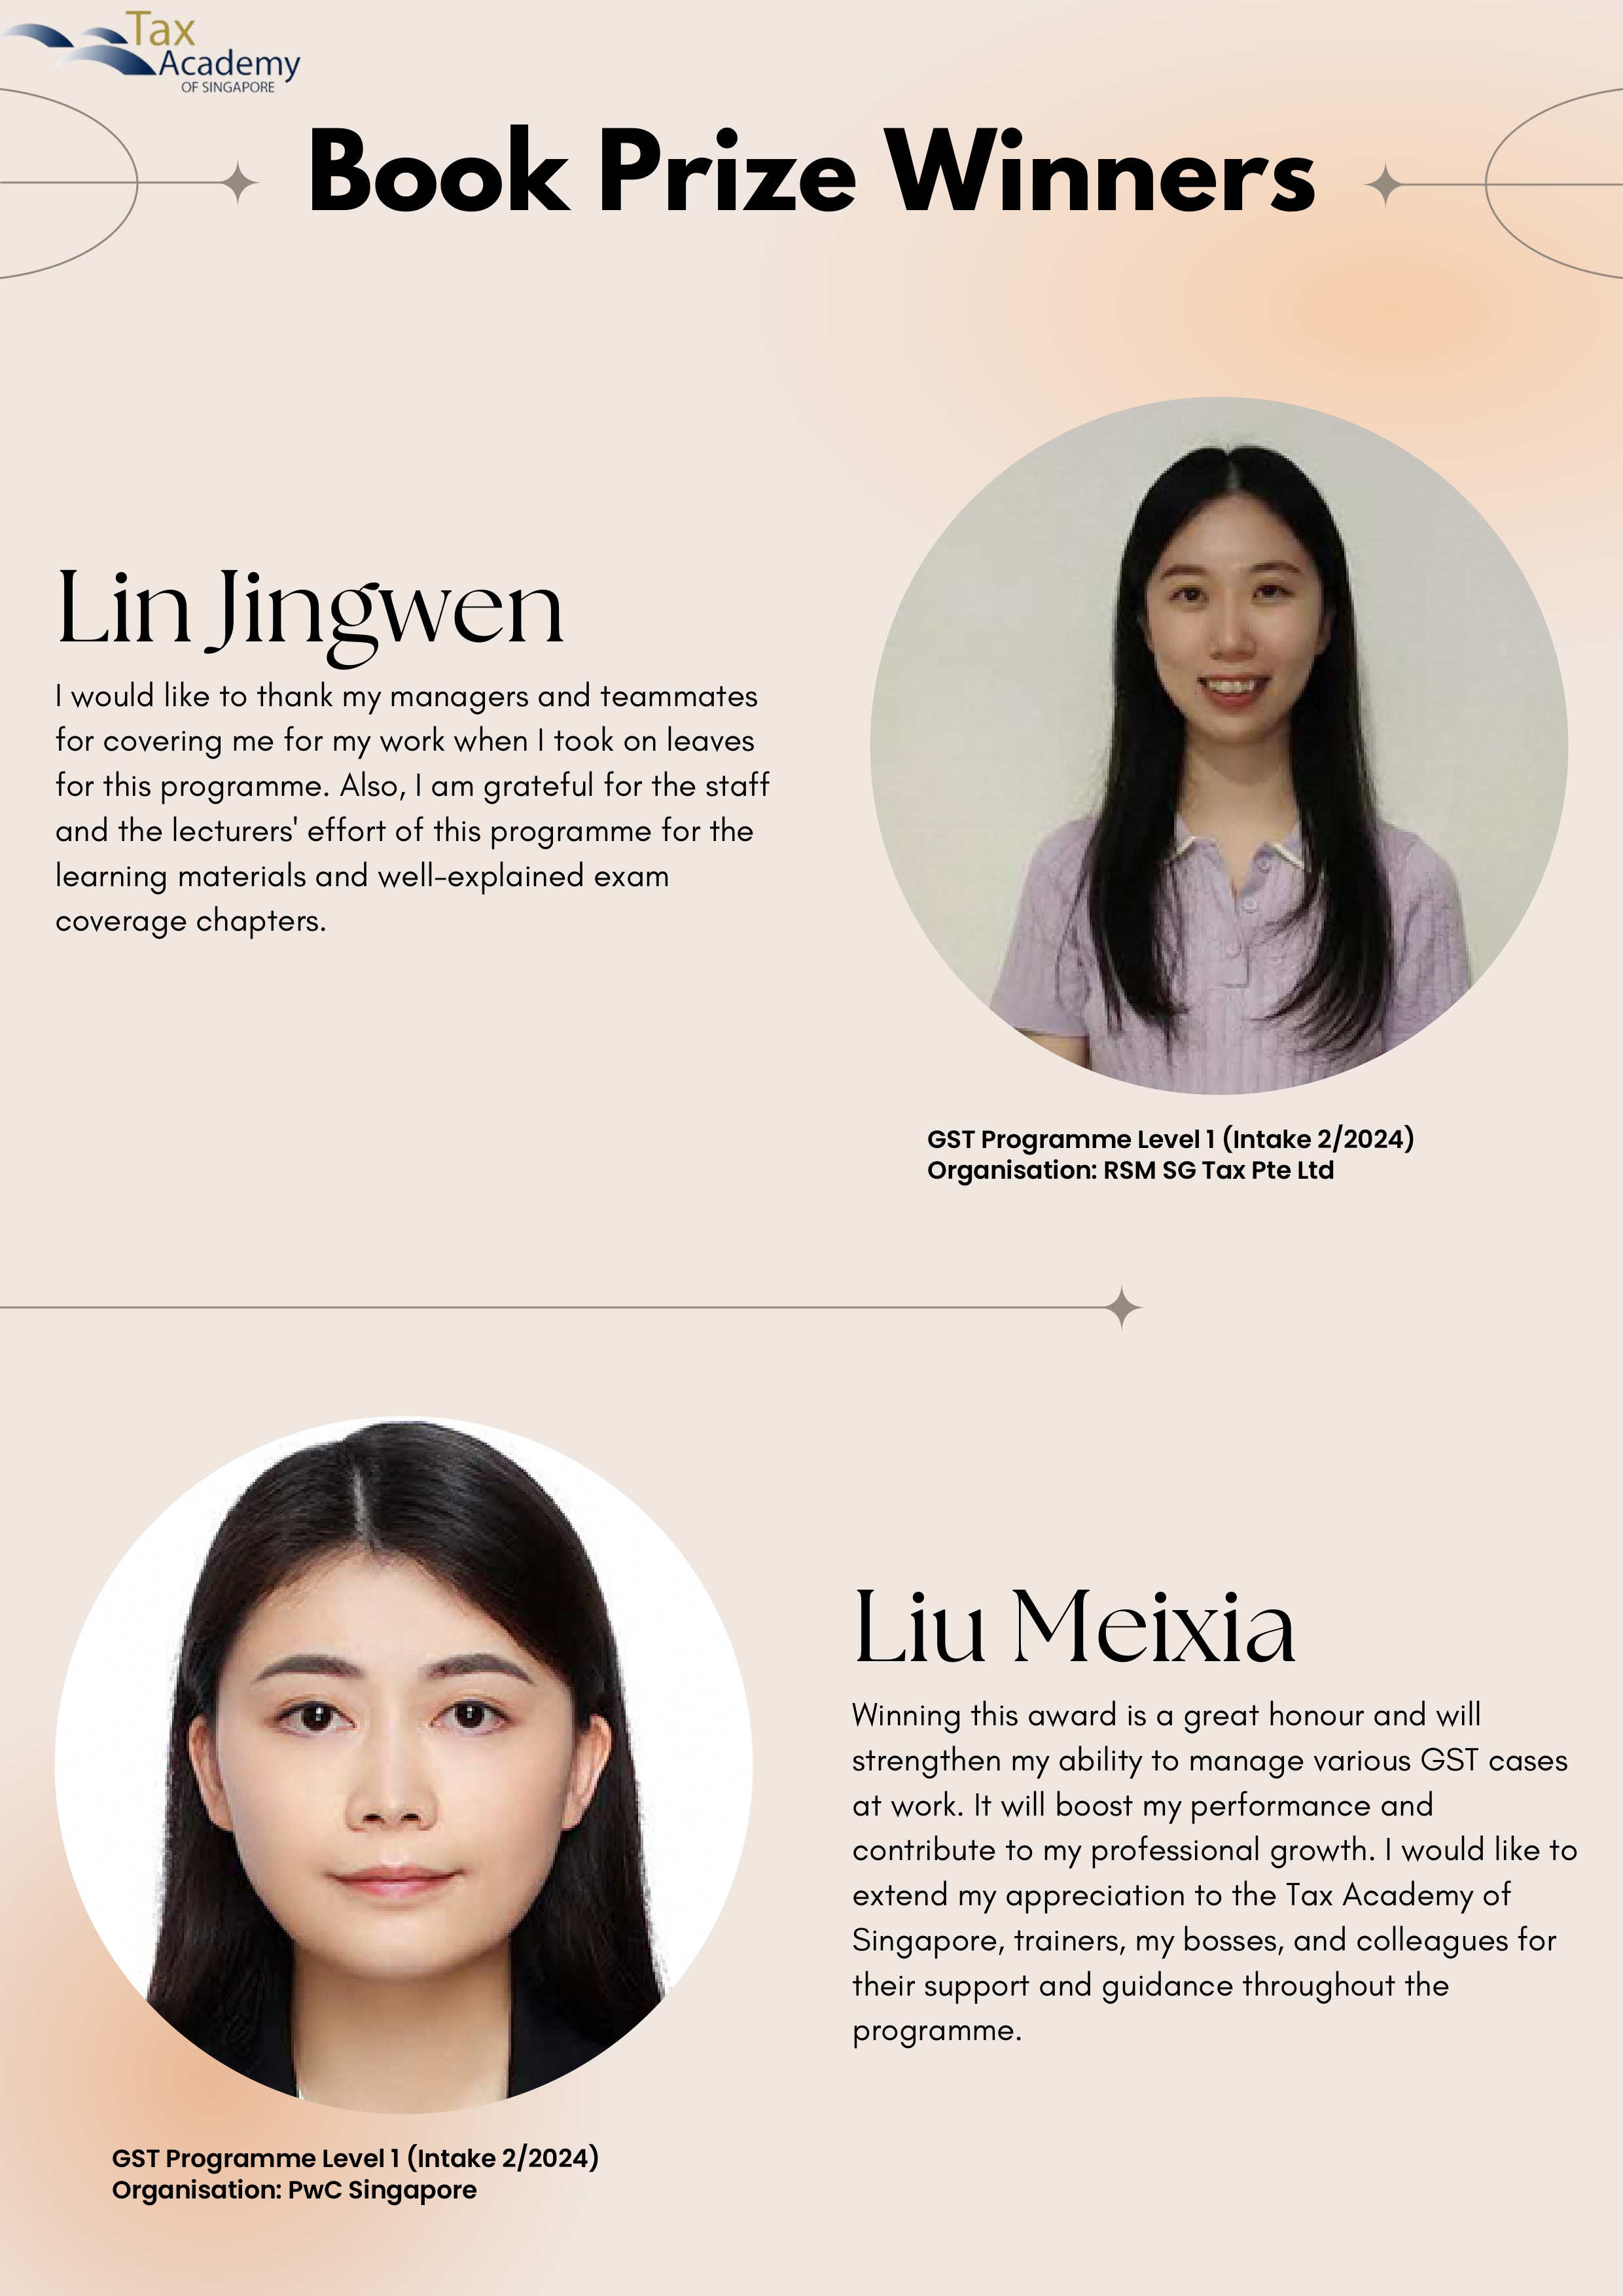 Tax
Academy
OF SINGAPORE
Book Prize Winners
Lin Jingwen
I would like to thank my managers and teammates
for covering me for my work when I took on leaves
for this programme. Also, I am grateful for the staff
and the lecturers' effort of this programme for the
learning materials and well-explained exam
coverage chapters.
GST Programme Level 1 (Intake 2/2024)
Organisation: RSM SG Tax Pte Ltd
Liu Meixia
Winning this award is a great honour and will
strengthen my ability to manage various GST cases
at work. It will boost my performance and
contribute to my professional growth. I would like to
extend my appreciation to the Tax Academy of
Singapore, trainers, my bosses, and colleagues for
their support and guidance throughout the
programme.
GST Programme Level 1 (Intake 2/2024)
Organisation: PwC Singapore